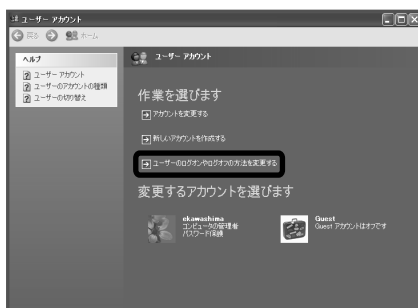 ユーザー アカウント
戻る
ホーム
ヘルプ
ユーザー アカウント
ユーザーのアカウントの種類
ユーザーの切り替え
ユーザー アカウント
作業を選びます
アカウントを変更する
新しいアカウントを作成する
ユーザーのログオンやログオフの方法を変更する
変更するアカウントを選びます
ekawashima
コンピュータの管理者
パスワード保護
Guest
Guest アカウントはオフです